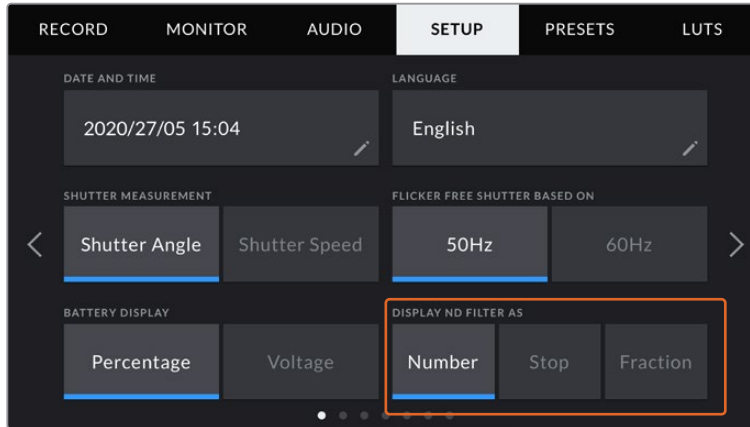 RECORD MONITOR AUDIO SETUP PRESETS LUTS
DATE AND TIME LANGUAGE
2020/27/05 15:04 English
SHUTTER MEASUREMENT FLICKER FREE SHUTTER BASED ON
Shutter Angle Shutter Speed 50Hz 60Hz
BATTERY DISPLAY DISPLAY ND FILTER AS
Percentage Voltage Number Stop Fraction